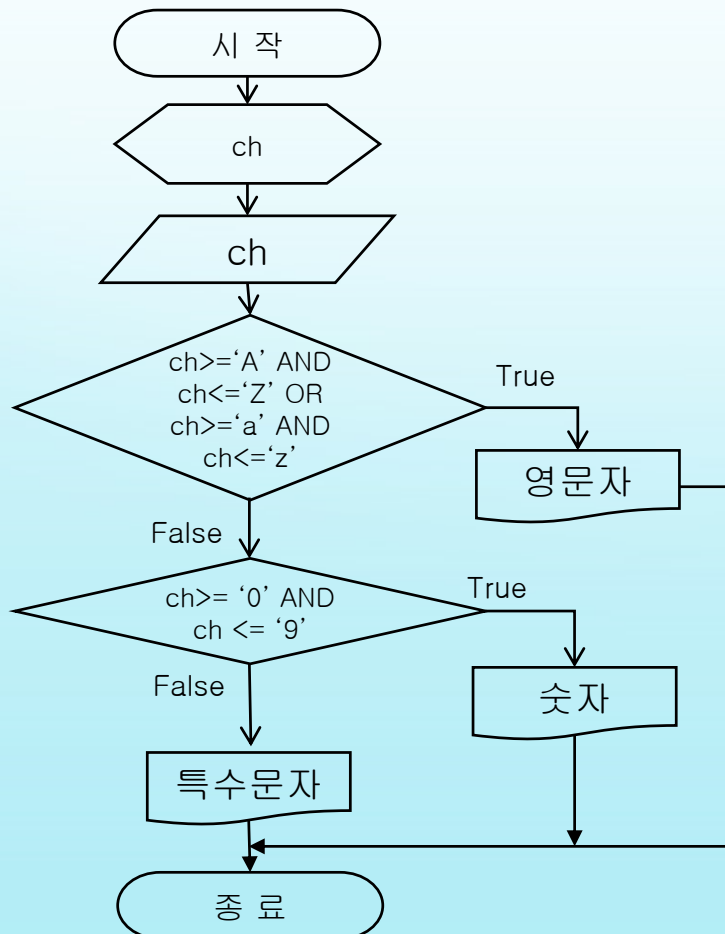 시 작
ch
ch
ch>=‘A’ AND
ch<=‘Z’ OR
ch>=‘a’ AND
ch<=‘z’
True
영문자
False
ch>= ‘0’ AND
ch <= ‘9’
True
숫자
False
특수문자
종 료